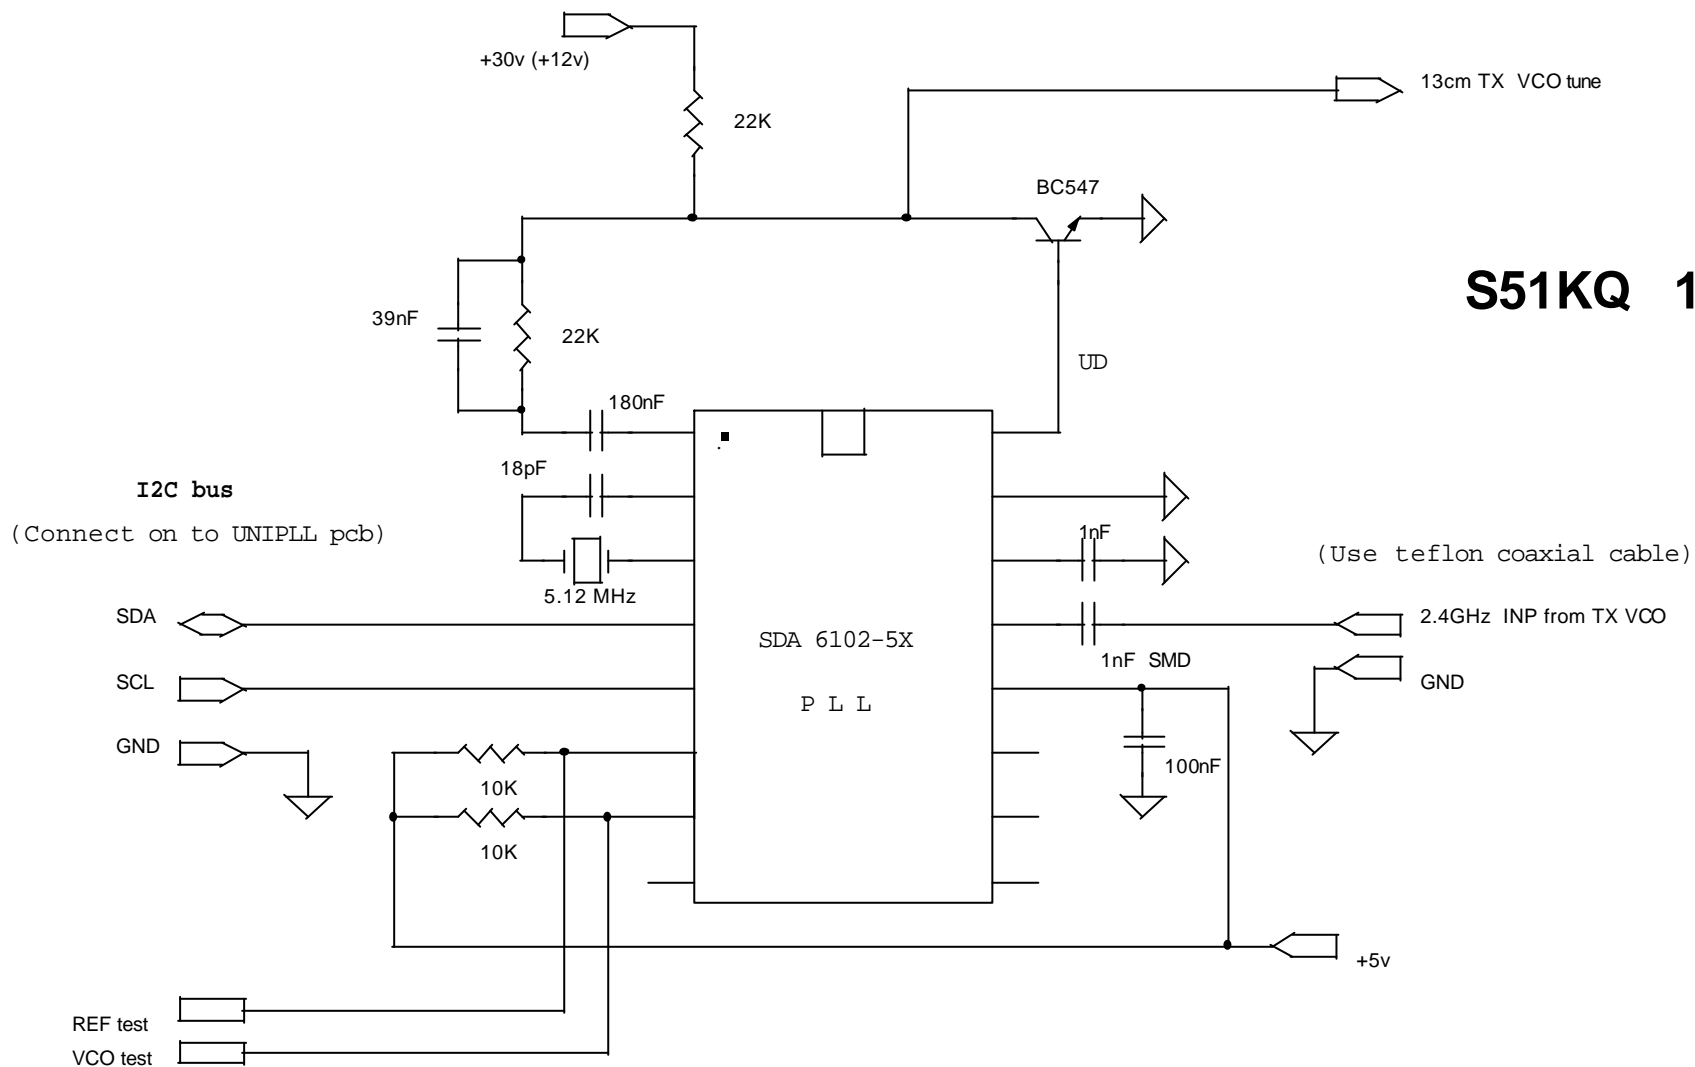 +30v (+12v)
13cm TX VCO tune
22K
BC547
S51KQ 1
39nF
22K
UD
180nF
18pF
I2C bus
(Connect on to UNIPLL pcb)
1nF
(Use teflon coaxial cable)
5.12 MHz
SDA
SDA 6102-5X
2.4GHz INP from TX VCO
1nF SMD
SCL
GND
P L L
GND
100nF
10K
10K
+5v
REF test
VCO test